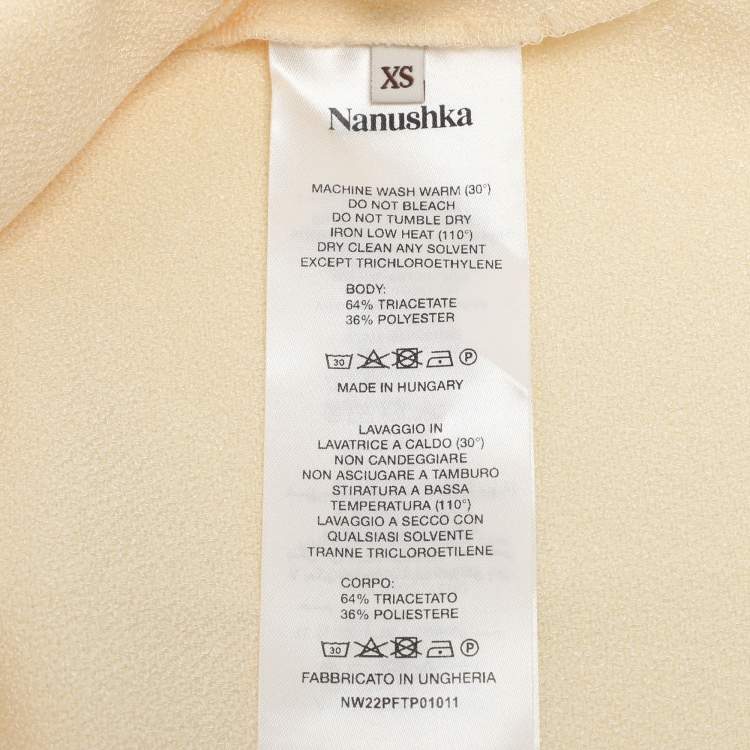 XS
Nanushka
MACHINE WASH WARM (30°)
DO NOT BLEACH
DO NOT TUMBLE DRY
IRON LOW HEAT (110°)
DRY CLEAN ANY SOLVENT
EXCEPT TRICHLOROETHYLENE
BODY:
64% TRIACETATE
36% POLYESTER
30 P
MADE IN HUNGARY
LAVAGGIO IN
LAVATRICE A CALDO (30°)
NON CANDEGGIARE
NON ASCIUGARE A TAMBURO
STIRATURA A BASSA
TEMPERATURA (110°)
LAVAGGIO A SECCO CON
QUALSIASI SOLVENTE
TRANNE TRICLOROETILENE
CORPO:
64% TRIACETATO
36% POLIESTERE
30 P
FABBRICATO IN UNGHERIA
NW22PFTP01011